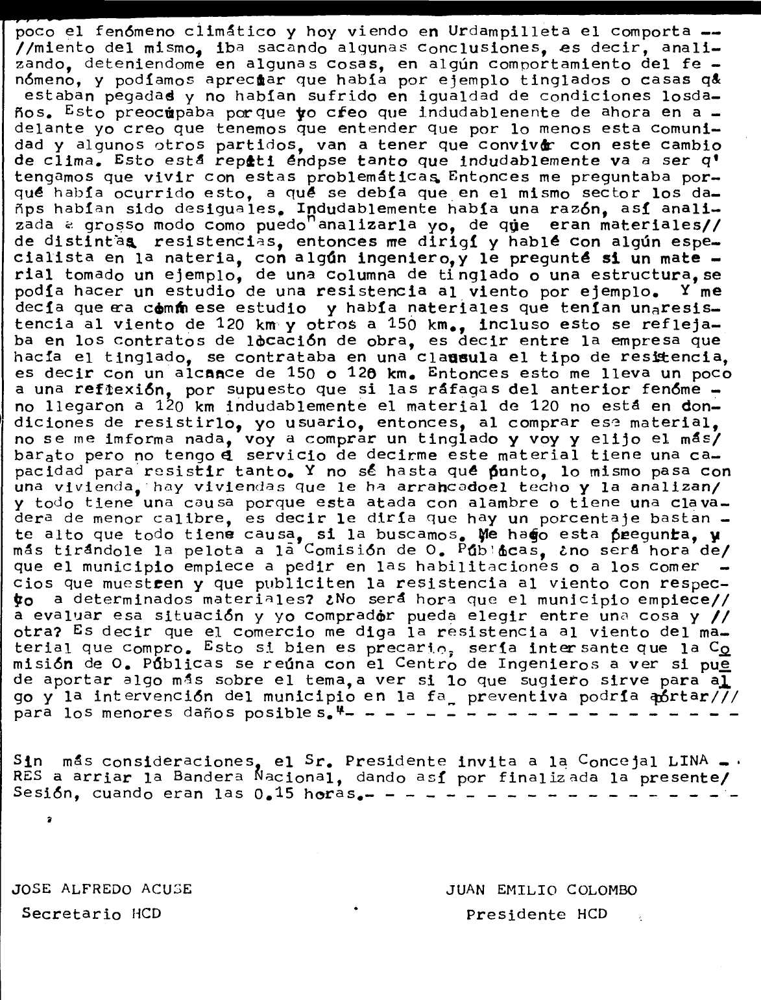 poco el fenómeno climático y hoy viendo en Urdampilleta el comporta --
//miento del mismo, iba sacando algunas conclusiones, es decir, anali-
zando, deteniendome en algunas cosas, en algún comportamiento del fe -
nómeno, y podíamos apreciar que había por ejemplo tinglados o casas q&
estaban pegadas y no habían sufrido en igualdad de condiciones losda-
ños. Esto preocupaba porque yo creo que indudablenente de ahora en a -
delante yo creo que tenemos que entender que por lo menos esta comuni-
dad y algunos otros partidos, van a tener que convivir con este cambio
de clima. Esto está repiti éndpse tanto que indudablemente va a ser q'
tengamos que vivir con estas problemáticas. Entonces me preguntaba por-
qué había ocurrido esto, a qué se debía que en el mismo sector los da-
ñps habían sido desiguales. Indudablemente había una razón, así anali-
zada a grosso modo como puedo analizarla yo, de que eran materiales//
de distintas resistencias, entonces me dirigí y hablé con algún espe-
cialista en la nateria, con algún ingeniero,y le pregunté si un mate -
rial tomado un ejemplo, de una columna de tinglado o una estructura,se
podía hacer un estudio de una resistencia al viento por ejemplo. Y me
decía que era común ese estudio y había nateriales que tenían unaresis-
tencia al viento de 120 km y otros a 150 km., incluso esto se refleja-
ba en los contratos de locación de obra, es decir entre la empresa que
hacía el tinglado, se contrataba en una clausula el tipo de resistencia,
es decir con un alcance de 150 o 120 km. Entonces esto me lleva un poco
a una reflexión, por supuesto que si las ráfagas del anterior fenóme -
no llegaron a 120 km indudablemente el material de 120 no está en don-
diciones de resistirlo, yo usuario, entonces, al comprar ese material,
no se me imforma nada, voy a comprar un tinglado y voy y elijo el más/
barato pero no tengo el servicio de decirme este material tiene una ca-
pacidad para resistir tanto. Y no sé hasta qué punto, lo mismo pasa con
una vivienda, hay viviendas que le ha arrancadoel techo y la analizan/
y todo tiene una causa porque esta atada con alambre o tiene una clava-
dera de menor calibre, es decir le diría que hay un porcentaje bastan -
te alto que todo tiene causa, si la buscamos. Me hago esta pregunta, y
más tirándole la pelota a la Comisión de O. Públicas, ¿no será hora de/
que el municipio empiece a pedir en las habilitaciones o a los comer -
cios que muestren y que publiciten la resistencia al viento con respec-
to a determinados materiales? ¿No será hora que el municipio empiece//
a evaluar esa situación y yo comprador pueda elegir entre una cosa y //
otra? Es decir que el comercio me diga la resistencia al viento del ma-
terial que compro. Esto si bien es precario, sería intersante que la Co
misión de O. Públicas se reúna con el Centro de Ingenieros a ver si pue
de aportar algo más sobre el tema,a ver si lo que sugiero sirve para al
go y la intervención del municipio en la fa_ preventiva podría aportar///
para los menores daños posibles."- - - - - - - - - - - - - - - - - - -
Sin más consideraciones, el Sr. Presidente invita a la Concejal LINA -
RES a arriar la Bandera Nacional, dando así por finalizada la presente/
Sesión, cuando eran las 0.15 horas.- - - - - - - - - - - - - - - - - -
JOSE ALFREDO ACUSE JUAN EMILIO COLOMBO
Secretario HCD Presidente HCD